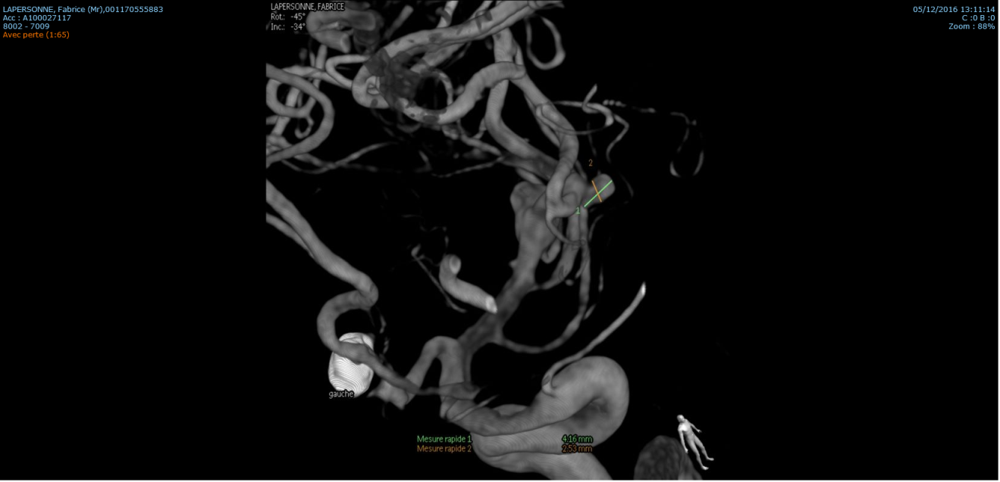 LAPERSONNE, Fabrice (Mr),001170555883
Acc : A100027117
8002 - 7009
Avec perte (1:65)
LAPERSONNE, FABRICE
Rot.: -45°
Inc.: -34°
05/12/2016 13:11:14
C :0 B :0
Zoom : 88%
2
1
gauche
Mesure rapide 1 4.16 mm
Mesure rapide 2 2.53 mm